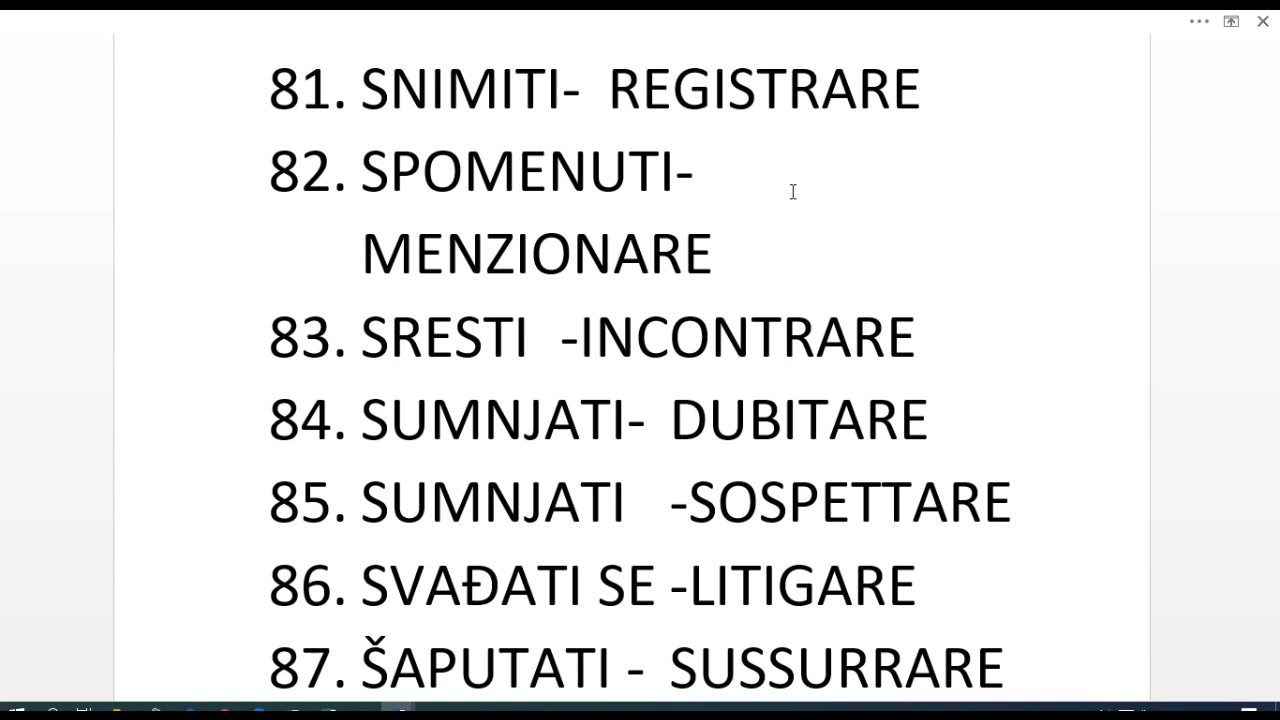 81. SNIMITI-  REGISTRARE
82. SPOMENUTI-
MENZIONARE
83. SRESTI  -INCONTRARE
84. SUMNJATI-  DUBITARE
85. SUMNJATI   -SOSPETTARE
86. SVAĐATI SE -LITIGARE
87. ŠAPUTATI -  SUSSURRARE